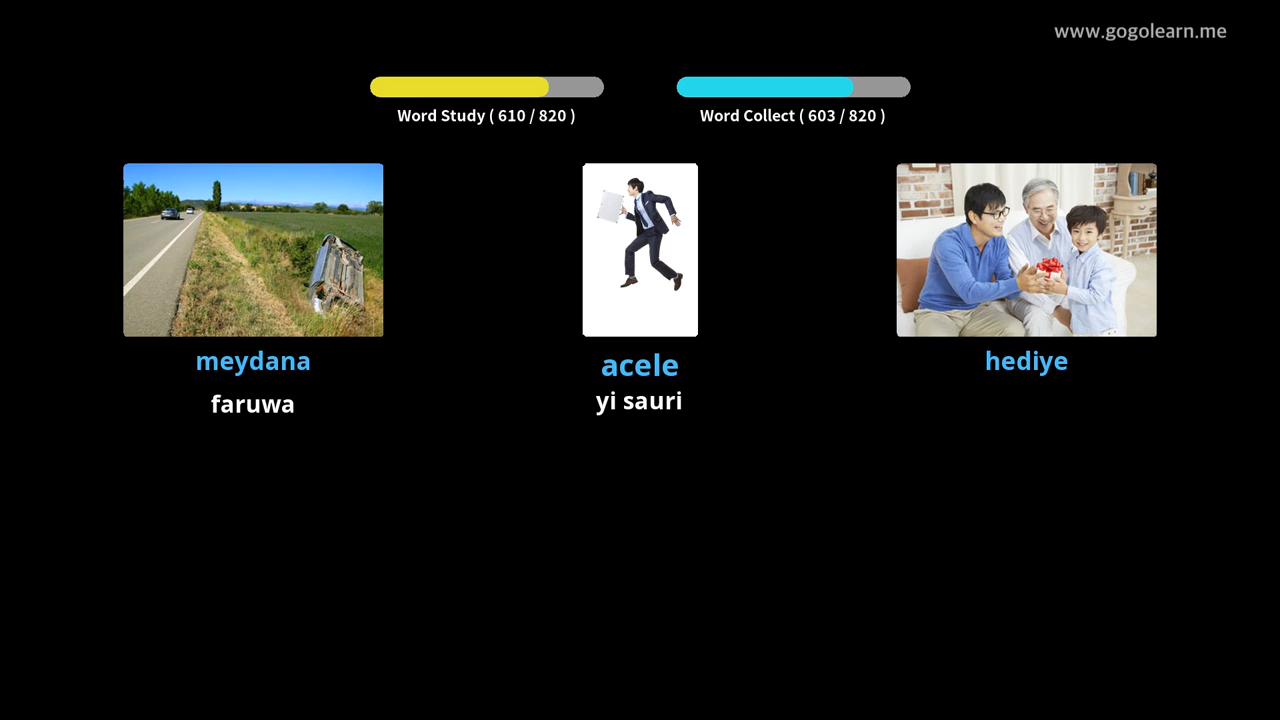 www.gogolearn.me
Word Study ( 610 / 820 )
Word Collect ( 603 / 820 )
meydana
faruwa
acele
yi sauri
hediye